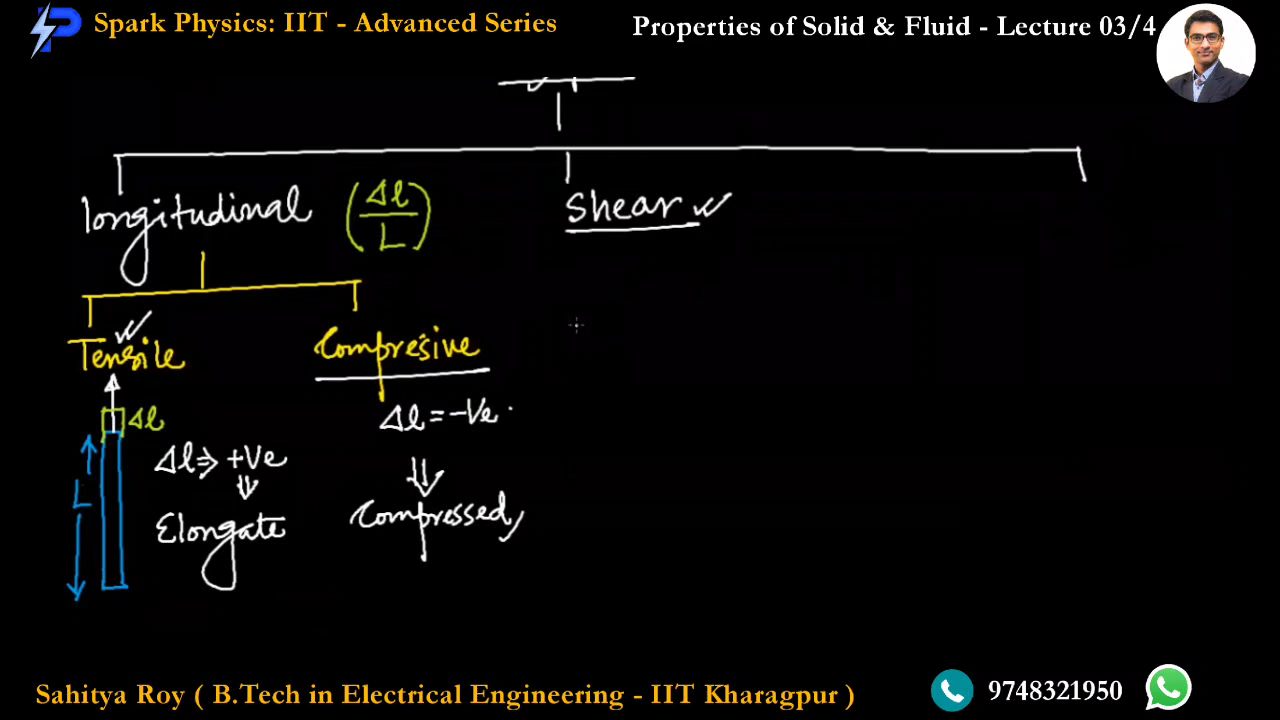 Spark Physics: IIT - Advanced Series
Properties of Solid & Fluid - Lecture 03/4
longitudinal (Δl/L)
Shear
Tensile
Compresive
Δl
Δl = -Ve
L
Δl ⇒ +Ve
Elongate
Compressed,
Sahitya Roy ( B.Tech in Electrical Engineering - IIT Kharagpur )
9748321950